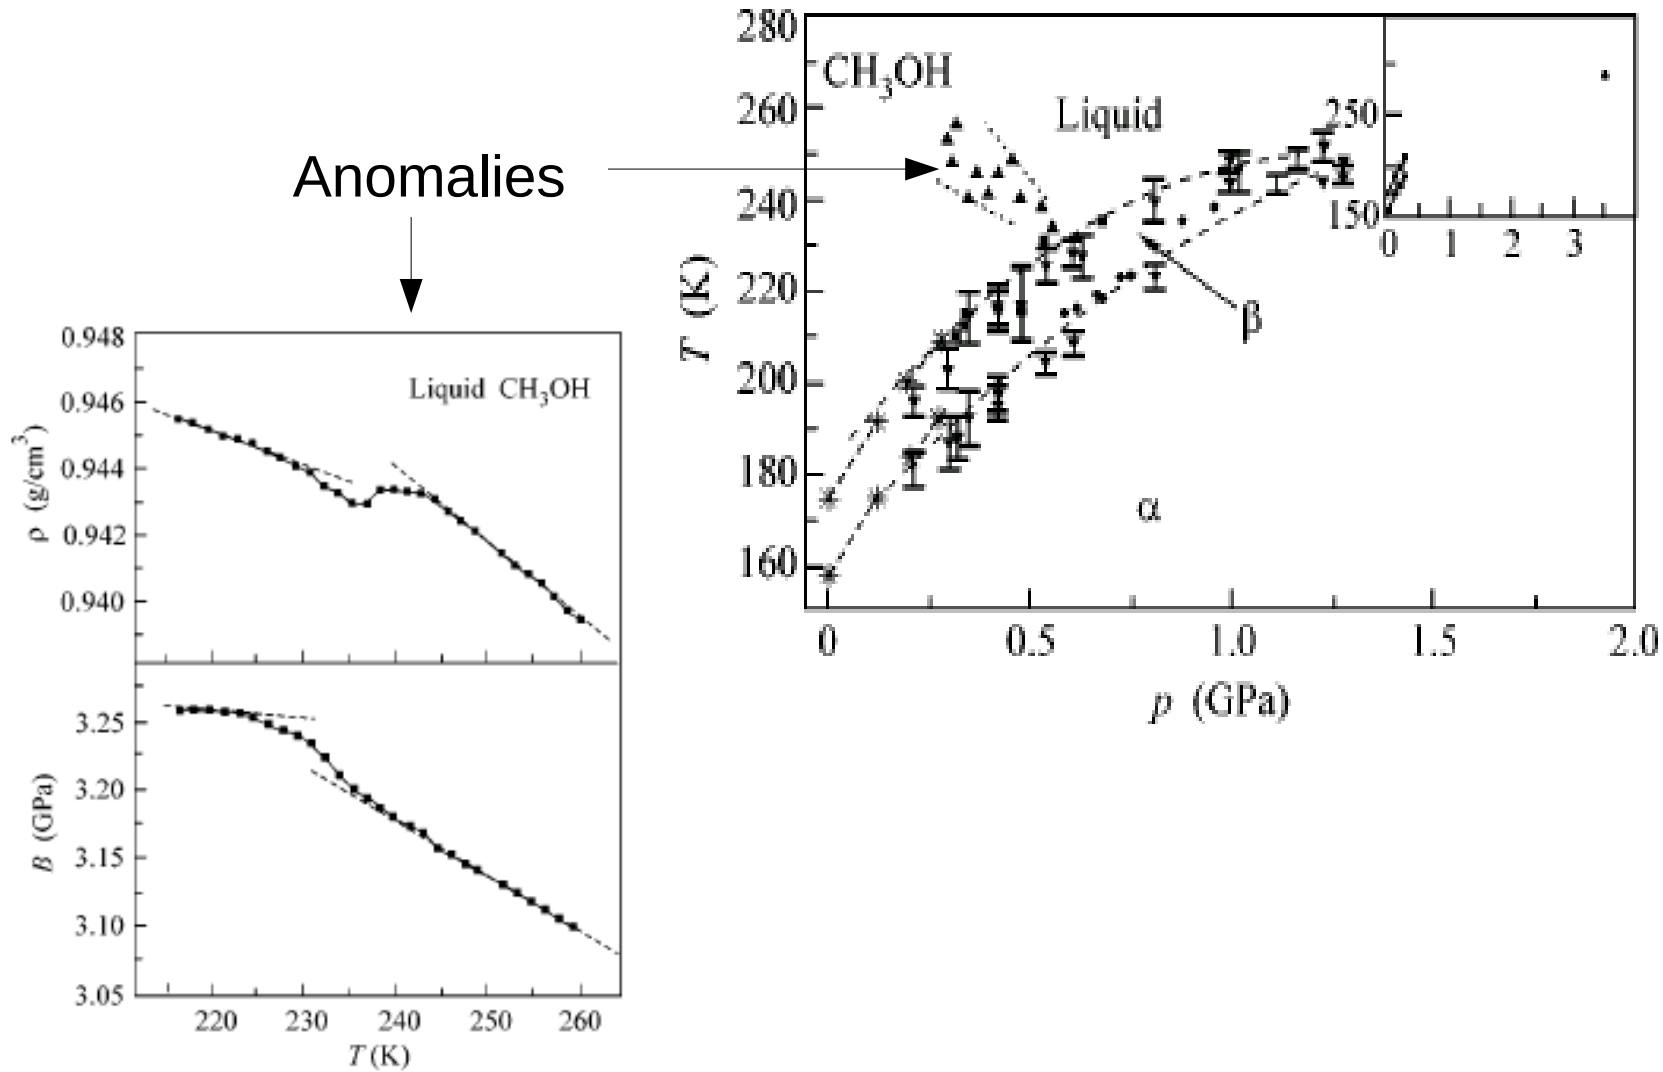 Anomalies
280
260
240
220
200
180
160
T (K)
CH₃OH
Liquid
β
α
250
150
0 1 2 3
0 0.5 1.0 1.5 2.0
p (GPa)
0.948
0.946
0.944
0.942
0.940
ρ (g/cm³)
Liquid CH₃OH
3.25
3.20
3.15
3.10
3.05
B (GPa)
220 230 240 250 260
T (K)